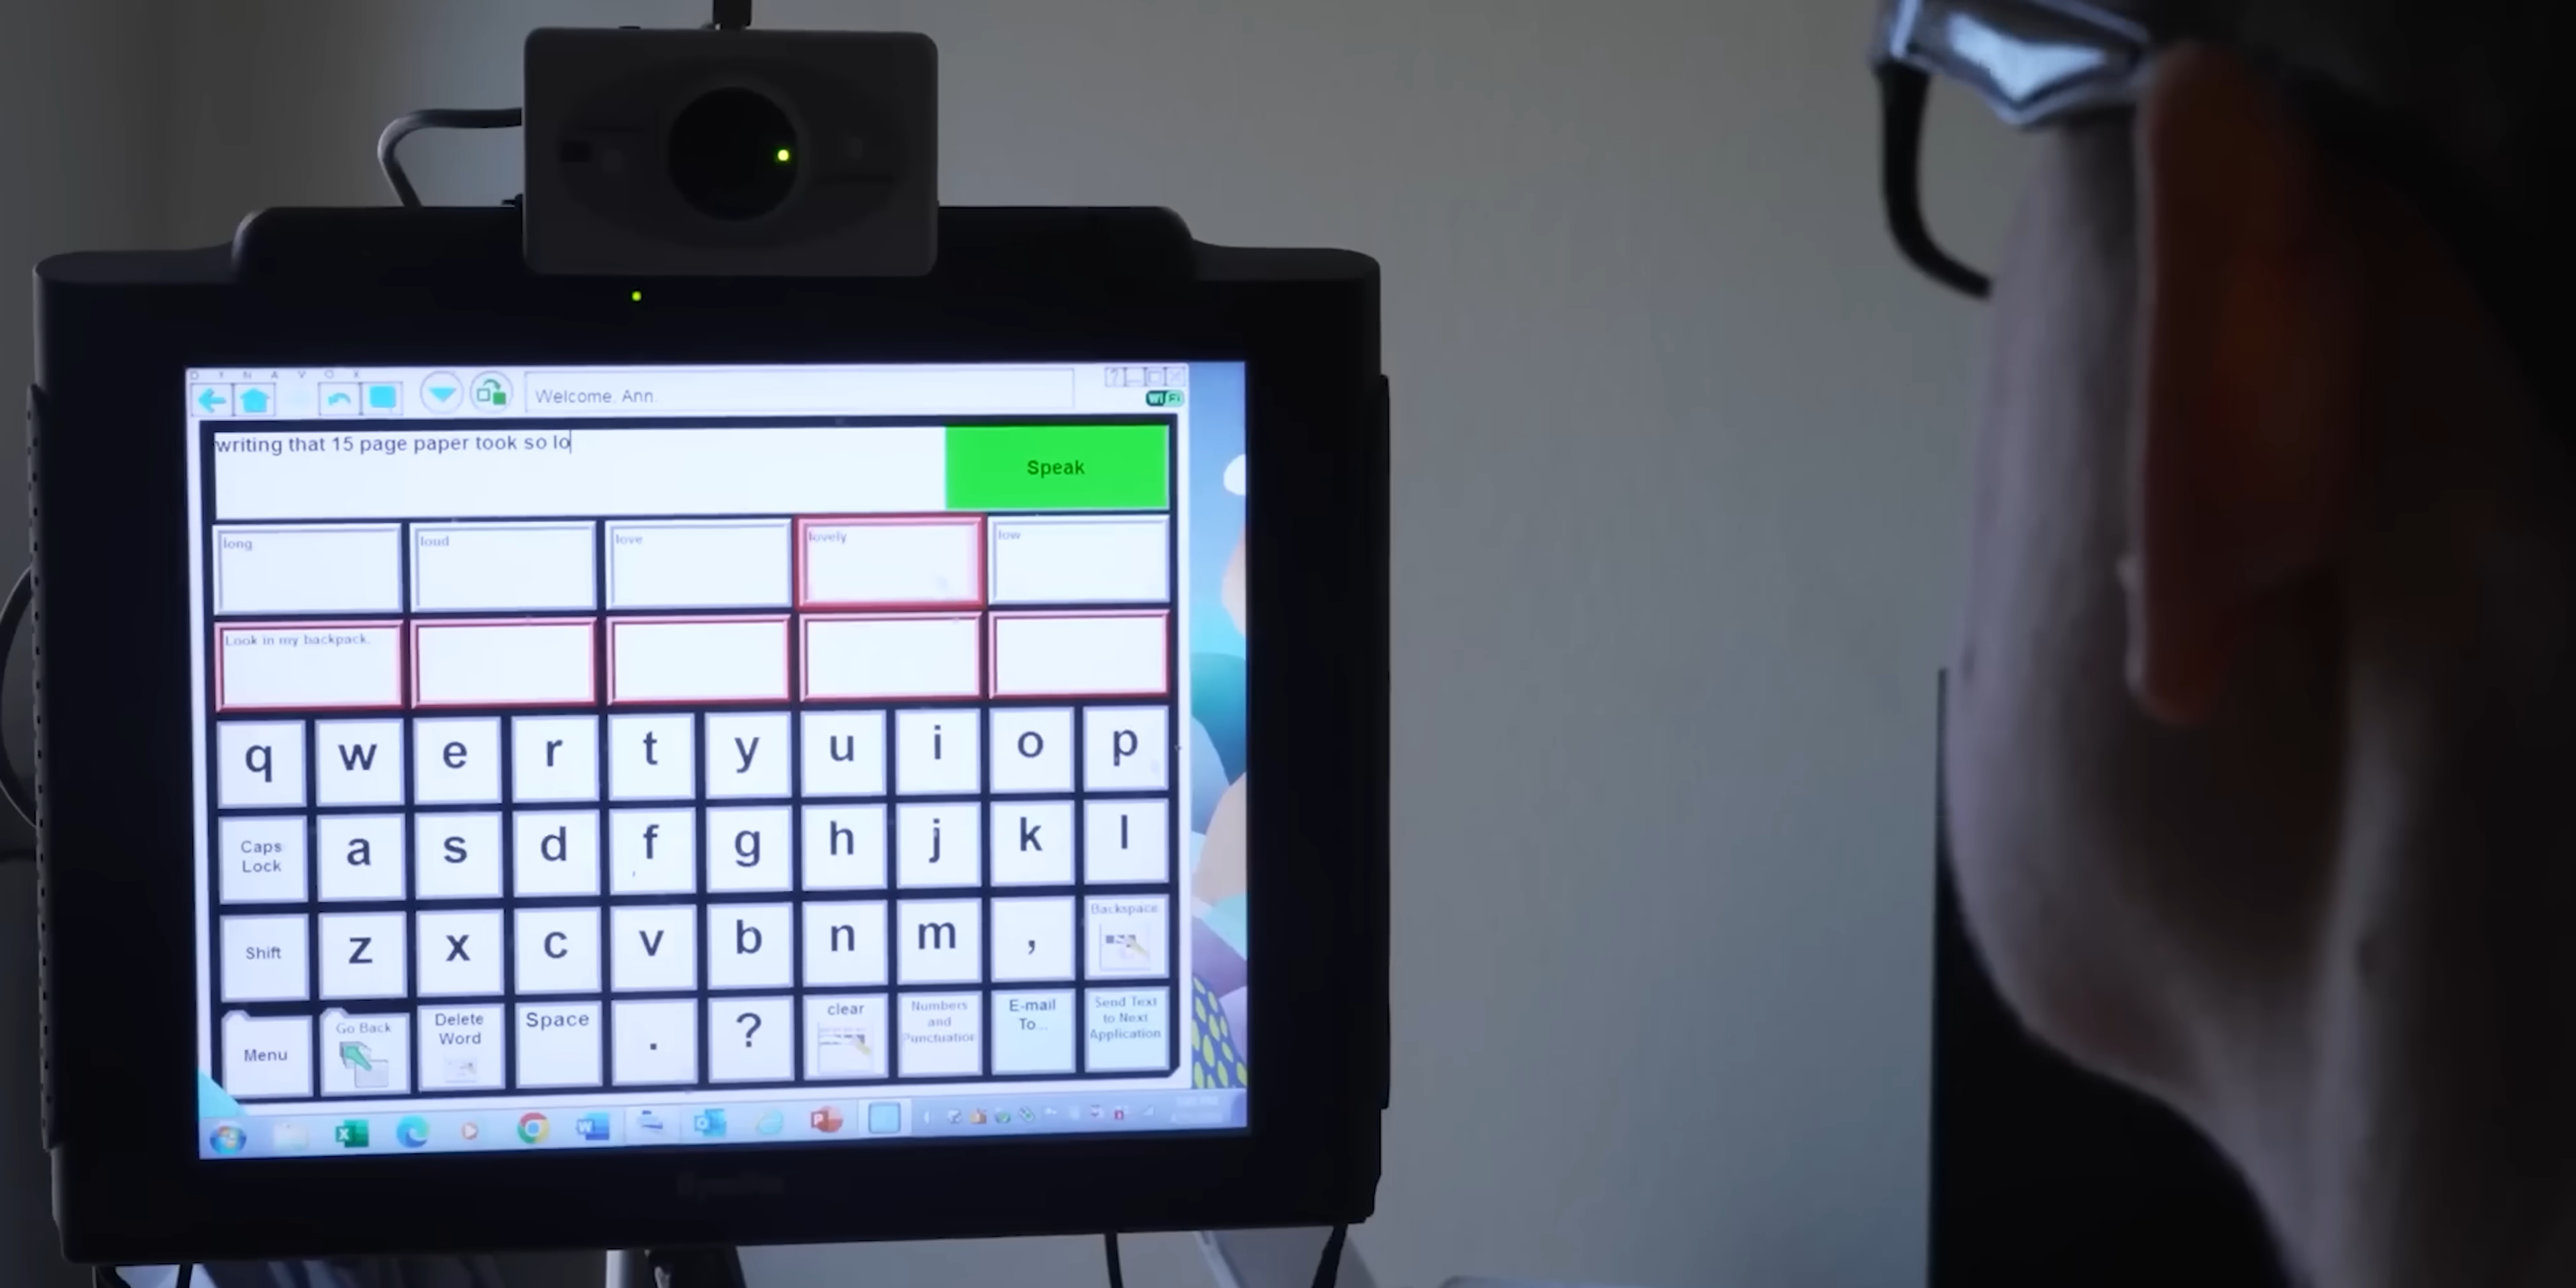 D Y N A V O X
Welcome, Ann
Wi Fi
writing that 15 page paper took so lo
Speak
long loud love lovely low
Look in my backpack.
q w e r t y u i o p
Caps Lock a s d f g h j k l
Shift z x c v b n m , Backspace
Menu Go Back Delete Word Space . ? clear Numbers and Punctuation E-mail To... Send Text to Next Application